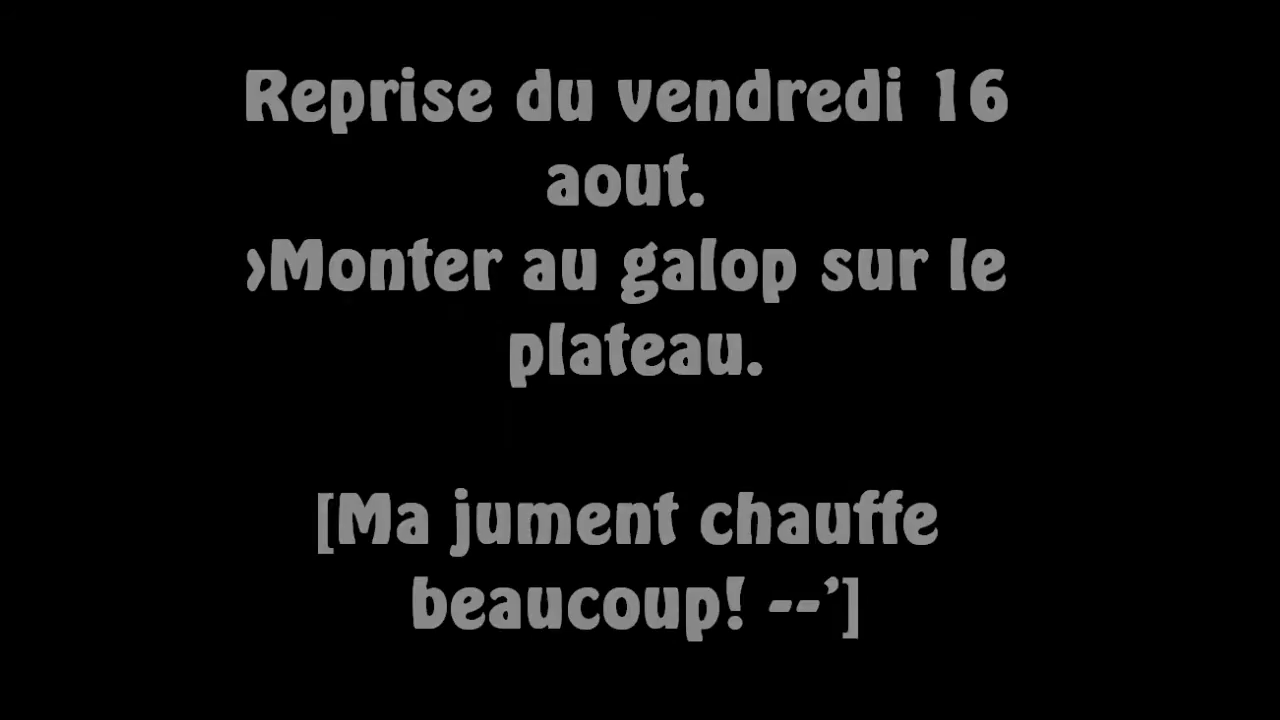 Reprise du vendredi 16
aout.
›Monter au galop sur le
plateau.
[Ma jument chauffe
beaucoup! --’]